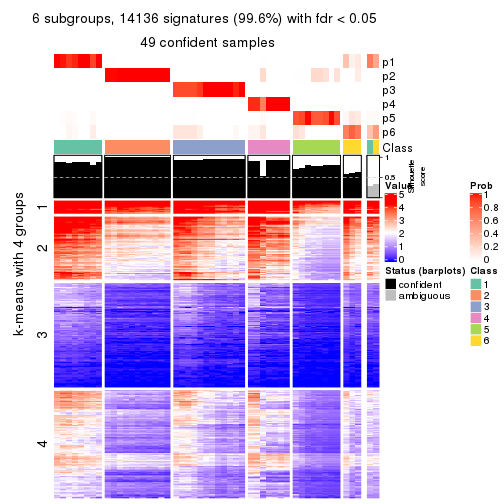 6 subgroups, 14136 signatures (99.6%) with fdr < 0.05
49 confident samples
p1
p2
p3
p4
p5
p6
Class
1
0.5
0
Silhouette
score
k-means with 4 groups
1
2
3
4
Value
5
4
3
2
1
0
Prob
1
0.8
0.6
0.4
0.2
0
Status (barplots)
confident
ambiguous
Class
1
2
3
4
5
6